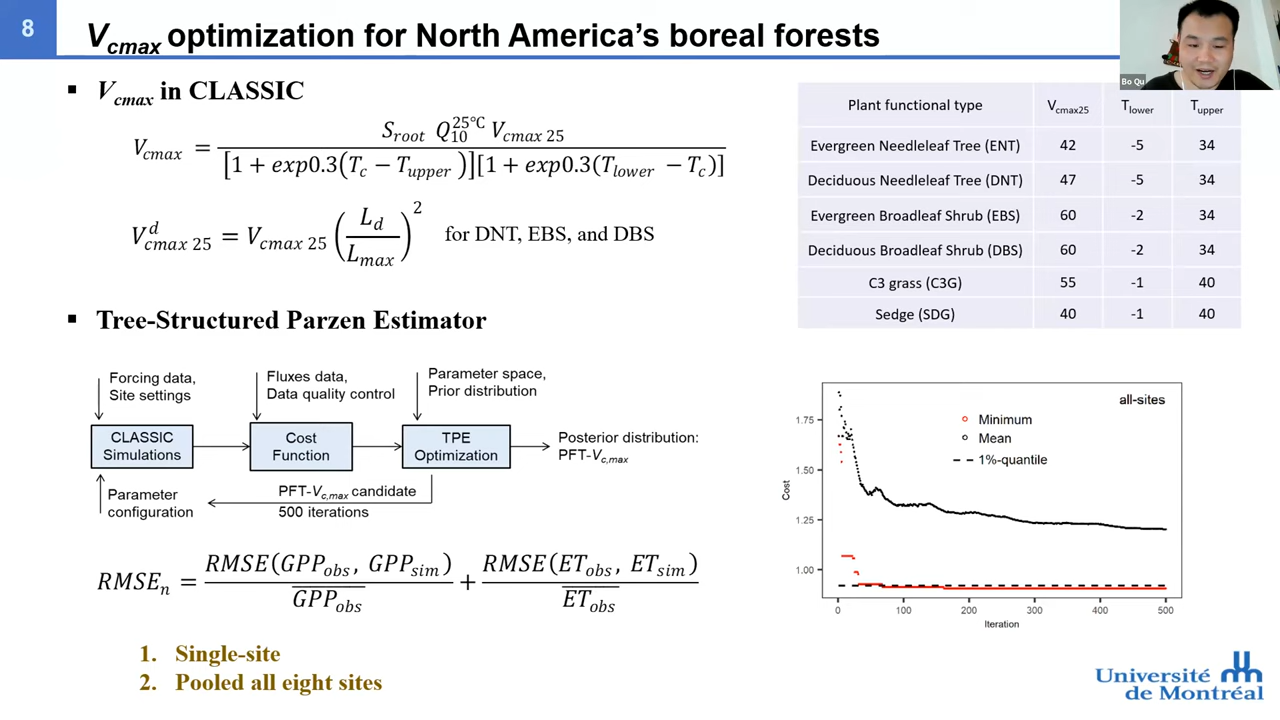 8
Vcmax optimization for North America's boreal forests
Bo Qu
▪ Vcmax in CLASSIC
Vcmax = Sroot Q10^25℃ Vcmax 25 / [1 + exp0.3(Tc − Tupper)][1 + exp0.3(Tlower − Tc)]
V^d cmax 25 = Vcmax 25 (Ld / Lmax)^2 for DNT, EBS, and DBS
Plant functional type Vcmax25 Tlower Tupper
Evergreen Needleleaf Tree (ENT) 42 -5 34
Deciduous Needleleaf Tree (DNT) 47 -5 34
Evergreen Broadleaf Shrub (EBS) 60 -2 34
Deciduous Broadleaf Shrub (DBS) 60 -2 34
C3 grass (C3G) 55 -1 40
Sedge (SDG) 40 -1 40
▪ Tree-Structured Parzen Estimator
Forcing data,
Site settings
Fluxes data,
Data quality control
Parameter space,
Prior distribution
CLASSIC
Simulations
Cost
Function
TPE
Optimization
Posterior distribution:
PFT-Vc,max
Parameter
configuration
PFT-Vc,max candidate
500 iterations
RMSEn = RMSE(GPPobs, GPPsim) / GPPobs + RMSE(ETobs, ETsim) / ETobs
1. Single-site
2. Pooled all eight sites
all-sites
Minimum
Mean
1%-quantile
Cost
1.75
1.50
1.25
1.00
0 100 200 300 400 500
Iteration
Université
de Montréal